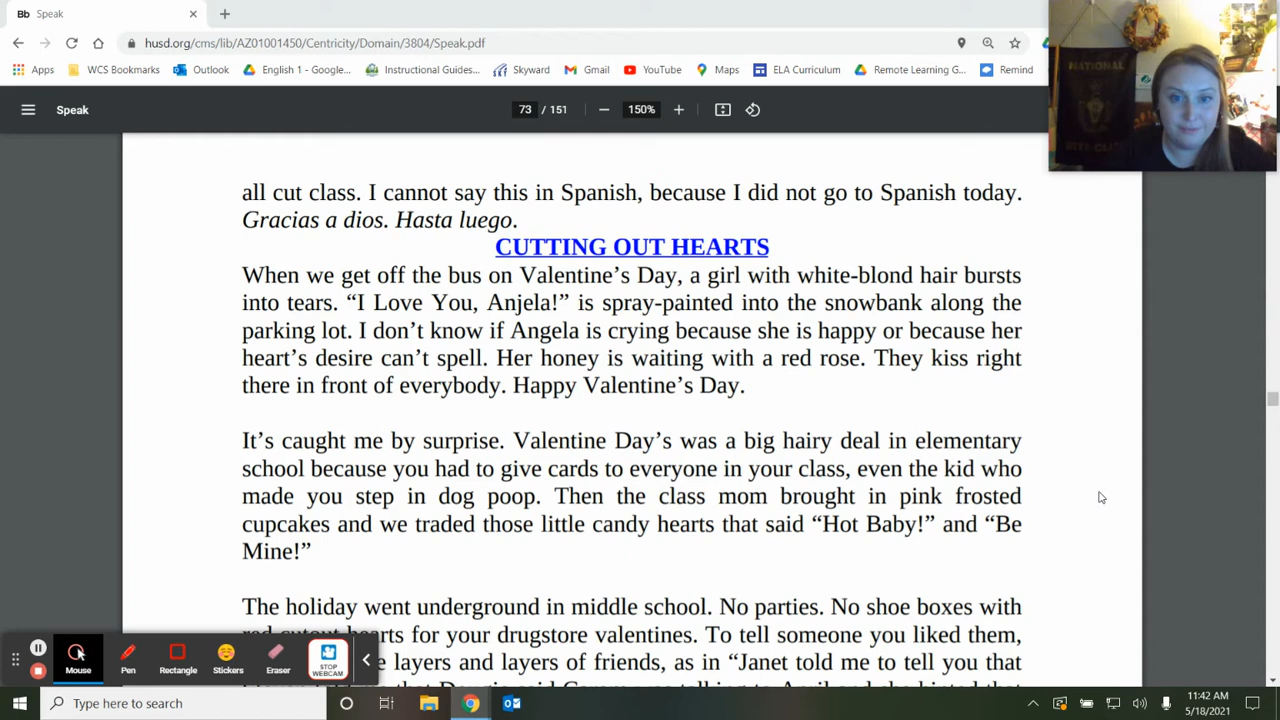 Bb Speak
husd.org/cms/lib/AZ01001450/Centricity/Domain/3804/Speak.pdf
Apps WCS Bookmarks Outlook English 1 - Google... Instructional Guides... Skyward Gmail YouTube Maps ELA Curriculum Remote Learning G... Remind
NATIONAL
Speak 73 / 151 150%
all cut class. I cannot say this in Spanish, because I did not go to Spanish today.
Gracias a dios. Hasta luego.
CUTTING OUT HEARTS
When we get off the bus on Valentine’s Day, a girl with white-blond hair bursts
into tears. “I Love You, Anjela!” is spray-painted into the snowbank along the
parking lot. I don’t know if Angela is crying because she is happy or because her
heart’s desire can’t spell. Her honey is waiting with a red rose. They kiss right
there in front of everybody. Happy Valentine’s Day.
It’s caught me by surprise. Valentine Day’s was a big hairy deal in elementary
school because you had to give cards to everyone in your class, even the kid who
made you step in dog poop. Then the class mom brought in pink frosted
cupcakes and we traded those little candy hearts that said “Hot Baby!” and “Be
Mine!”
The holiday went underground in middle school. No parties. No shoe boxes with
red cutout hearts for your drugstore valentines. To tell someone you liked them,
layers and layers of friends, as in “Janet told me to tell you that
Mouse Pen Rectangle Stickers Eraser STOP WEBCAM
Type here to search
11:42 AM
5/18/2021